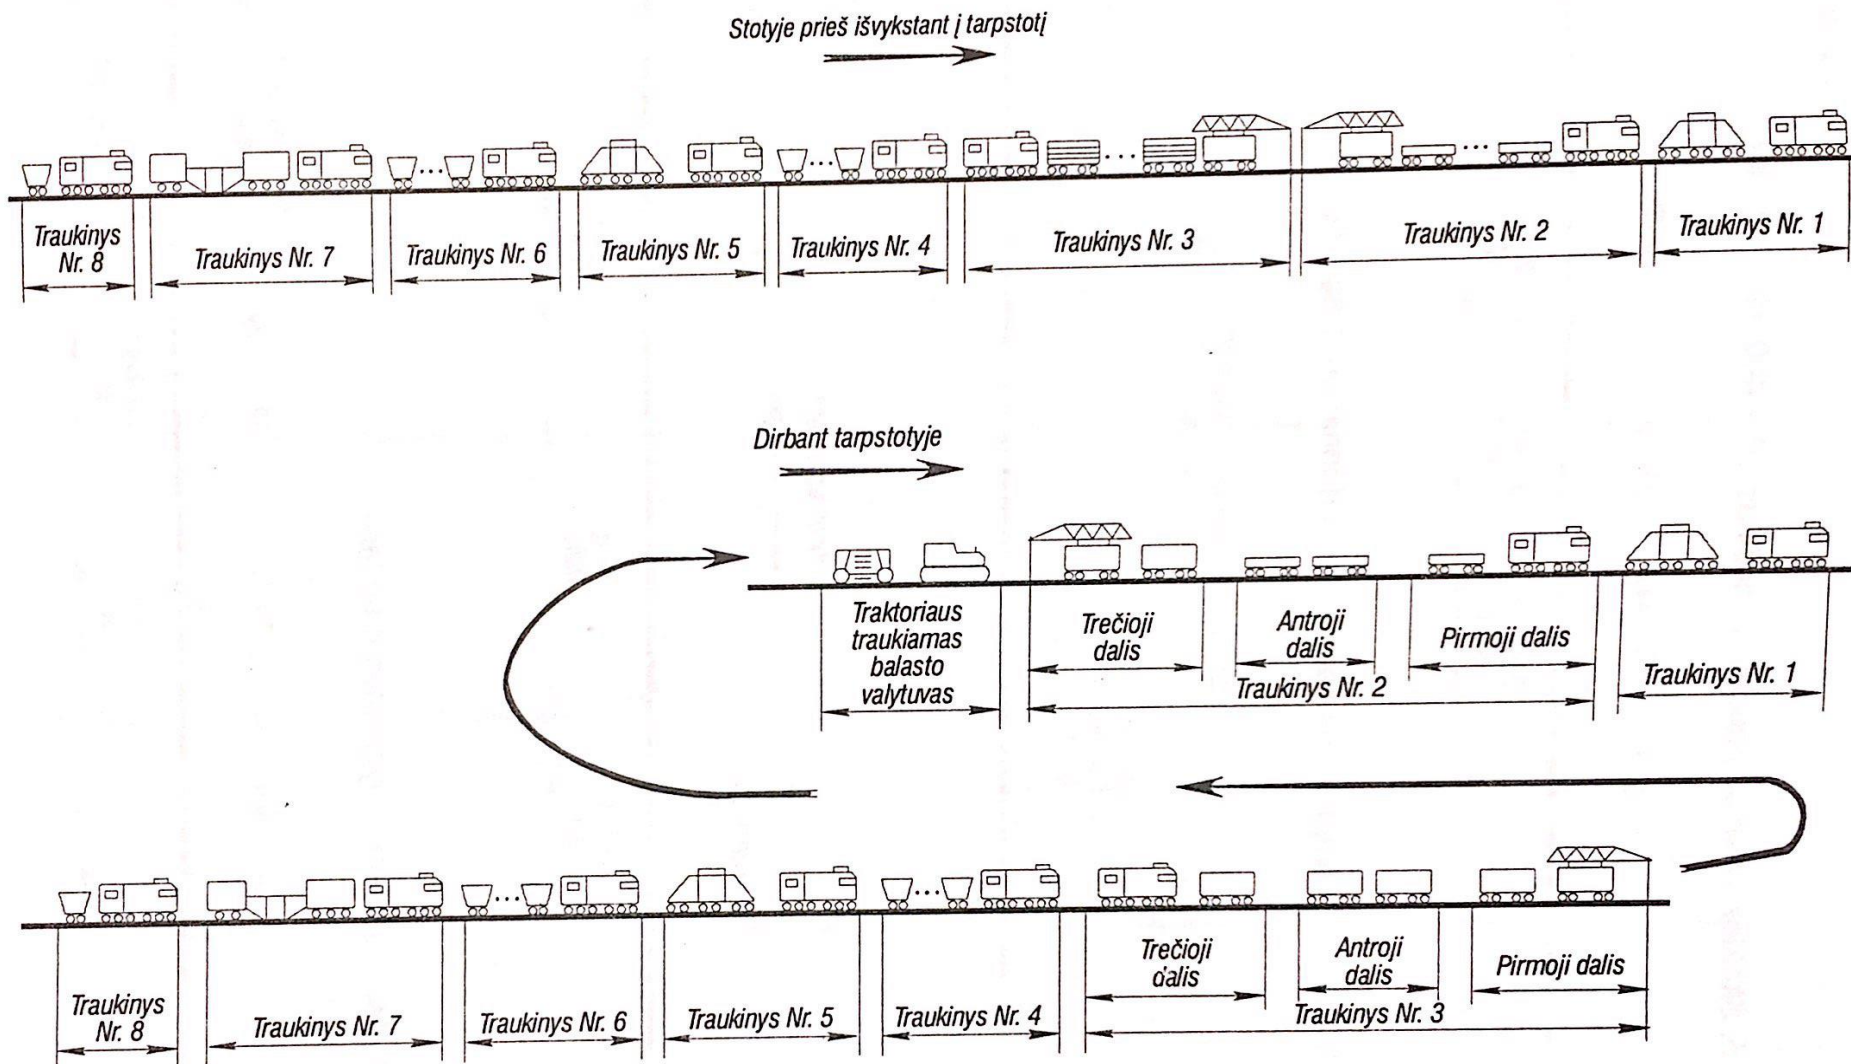 Stotyje prieš išvykstant į tarpstotį
Traukinys
Nr. 8
Traukinys Nr. 7
Traukinys Nr. 6
Traukinys Nr. 5
Traukinys Nr. 4
Traukinys Nr. 3
Traukinys Nr. 2
Traukinys Nr. 1
Dirbant tarpstotyje
Traktoriaus
traukiamas
balasto
valytuvas
Trečioji
dalis
Antroji
dalis
Pirmoji dalis
Traukinys Nr. 2
Traukinys Nr. 1
Traukinys
Nr. 8
Traukinys Nr. 7
Traukinys Nr. 6
Traukinys Nr. 5
Traukinys Nr. 4
Trečioji
dalis
Antroji
dalis
Pirmoji dalis
Traukinys Nr. 3